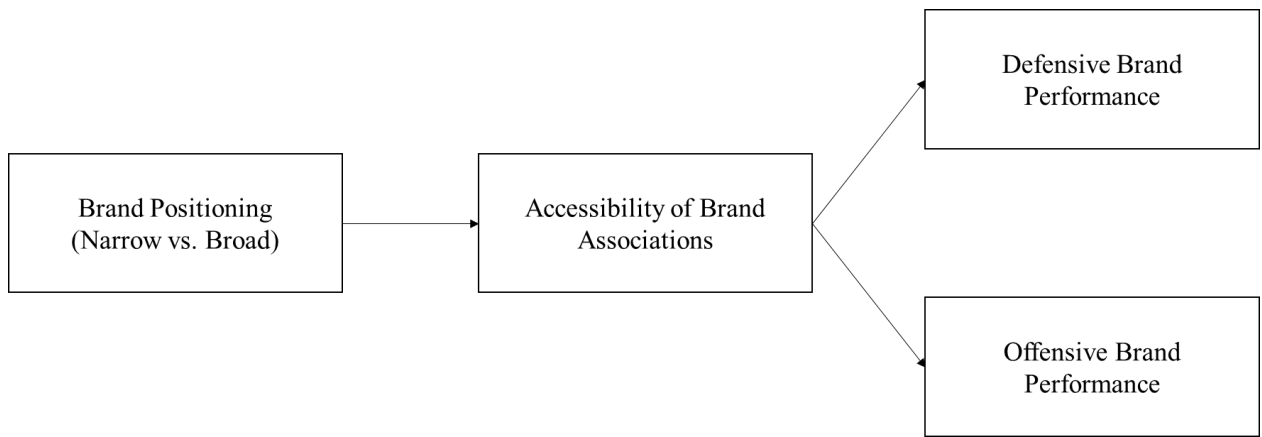 Brand Positioning
(Narrow vs. Broad)
Accessibility of Brand
Associations
Defensive Brand
Performance
Offensive Brand
Performance